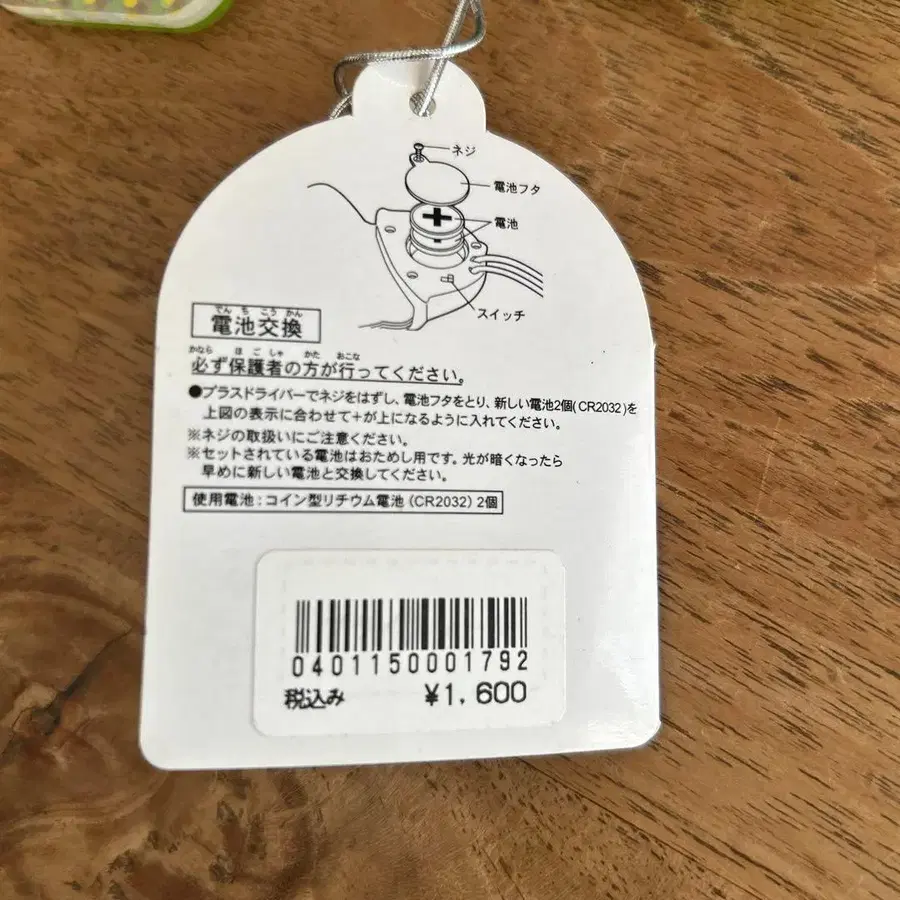 ネジ
電池フタ
電池
スイッチ
でん ち こう かん
電池交換
かなら ほ ご しゃ かた おこな
必ず保護者の方が行ってください。
●プラスドライバーでネジをはずし、電池フタをとり、新しい電池2個(CR2032)を
上図の表示に合わせて+が上になるように入れてください。
※ネジの取扱いにご注意ください。
※セットされている電池はおためし用です。光が暗くなったら
早めに新しい電池と交換してください。
使用電池:コイン型リチウム電池(CR2032)2個
0401150001792
税込み ¥1,600